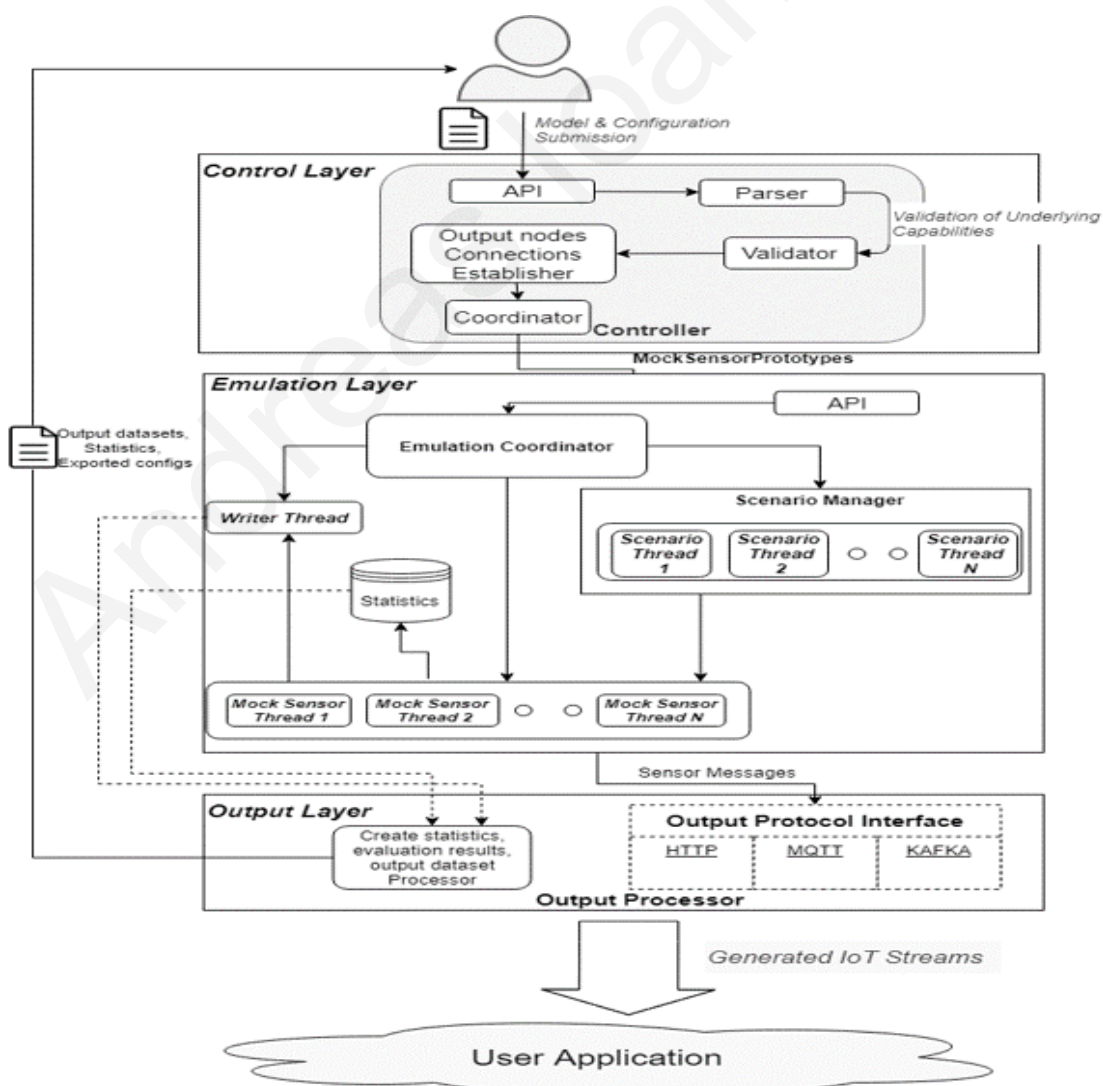 Model & Configuration
Submission
Control Layer
API
Parser
Validation of Underlying
Capabilities
Output nodes
Connections
Establisher
Validator
Coordinator
Controller
MockSensorPrototypes
Emulation Layer
API
Emulation Coordinator
Output datasets,
Statistics,
Exported configs
Writer Thread
Scenario Manager
Scenario
Thread
1
Scenario
Thread
2
Scenario
Thread
N
Statistics
Mock Sensor
Thread 1
Mock Sensor
Thread 2
Mock Sensor
Thread N
Sensor Messages
Output Layer
Create statistics,
evaluation results,
output dataset
Processor
Output Protocol Interface
HTTP
MQTT
KAFKA
Output Processor
Generated IoT Streams
User Application
Andreas